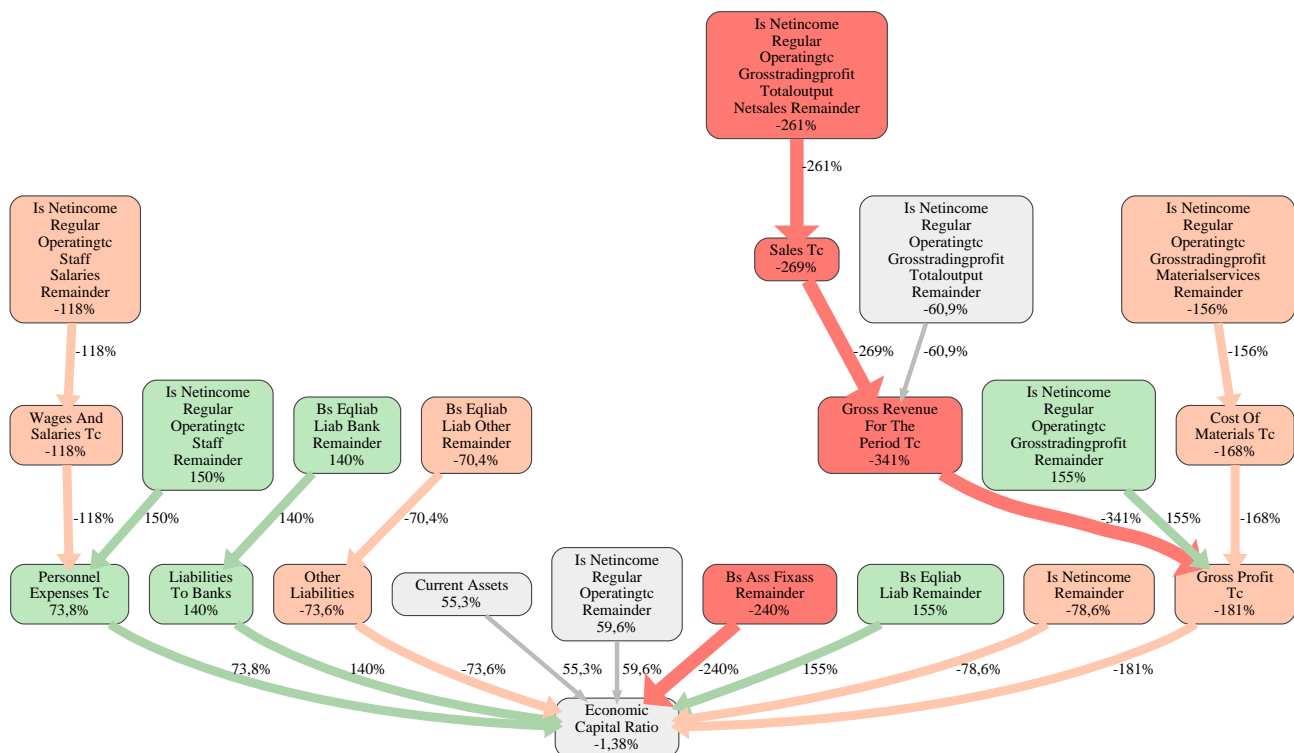 Is Netincome
Regular
Operatingtc
Grosstradingprofit
Totaloutput
Netsales Remainder
-261%
-261%
Is Netincome
Regular
Operatingtc
Staff
Salaries
Remainder
-118%
Sales Tc
-269%
Is Netincome
Regular
Operatingtc
Grosstradingprofit
Totaloutput
Remainder
-60,9%
Is Netincome
Regular
Operatingtc
Grosstradingprofit
Materialservices
Remainder
-156%
-118%
-269%
-60,9%
-156%
Wages And
Salaries Tc
-118%
Is Netincome
Regular
Operatingtc
Staff
Remainder
150%
Bs Eqliab
Liab Bank
Remainder
140%
Bs Eqliab
Liab Other
Remainder
-70,4%
Gross Revenue
For The
Period Tc
-341%
Is Netincome
Regular
Operatingtc
Grosstradingprofit
Remainder
155%
Cost Of
Materials Tc
-168%
-118%
150%
140%
-70,4%
-341%
155%
-168%
Personnel
Expenses Tc
73,8%
Liabilities
To Banks
140%
Other
Liabilities
-73,6%
Current Assets
55,3%
Is Netincome
Regular
Operatingtc
Remainder
59,6%
Bs Ass Fixass
Remainder
-240%
Bs Eqliab
Liab Remainder
155%
Is Netincome
Remainder
-78,6%
Gross Profit
Tc
-181%
73,8%
140%
-73,6%
55,3%
59,6%
-240%
155%
-78,6%
-181%
Economic
Capital Ratio
-1,38%